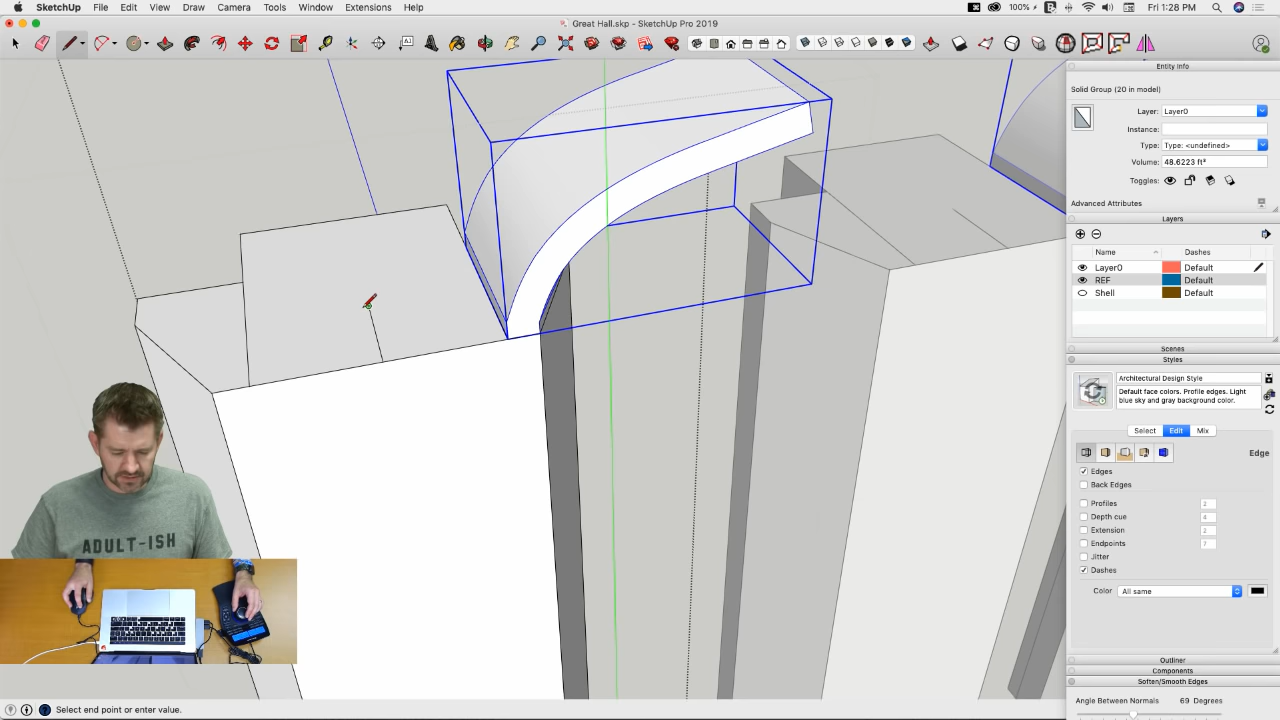 SketchUp File Edit View Draw Camera Tools Window Extensions Help
100% Fri 1:28 PM
Great Hall.skp - SketchUp Pro 2019
Entity Info
Solid Group (20 in model)
Layer: Layer0
Instance:
Type: Type: <undefined>
Volume: 48.6223 ft³
Toggles:
Advanced Attributes
Layers
Name Dashes
Layer0 Default
REF Default
Shell Default
Scenes
Styles
Architectural Design Style
Default face colors. Profile edges. Light
blue sky and gray background color.
Select Edit Mix
Edge
Edges
Back Edges
Profiles 2
Depth cue 4
Extension 2
Endpoints 7
Jitter
Dashes
Color All same
Outliner
Components
Soften/Smooth Edges
Angle Between Normals 69 Degrees
ADULT-ISH
Select end point or enter value.